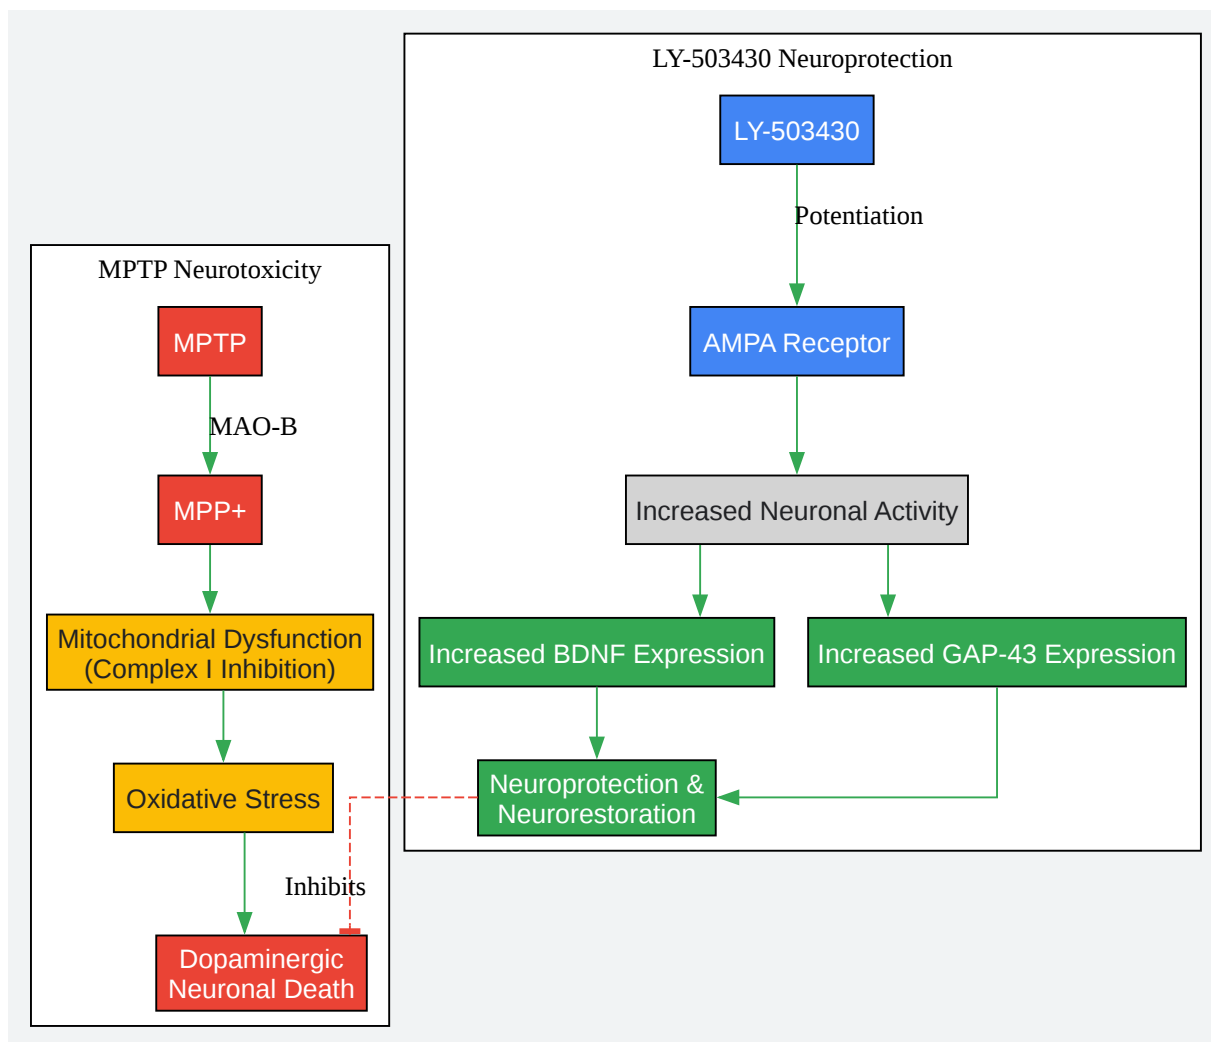 LY-503430 Neuroprotection
LY-503430
Potentiation
AMPA Receptor
Increased Neuronal Activity
Increased BDNF Expression
Increased GAP-43 Expression
Neuroprotection &
Neurorestoration
MPTP Neurotoxicity
MPTP
MAO-B
MPP+
Mitochondrial Dysfunction
(Complex I Inhibition)
Oxidative Stress
Inhibits
Dopaminergic
Neuronal Death